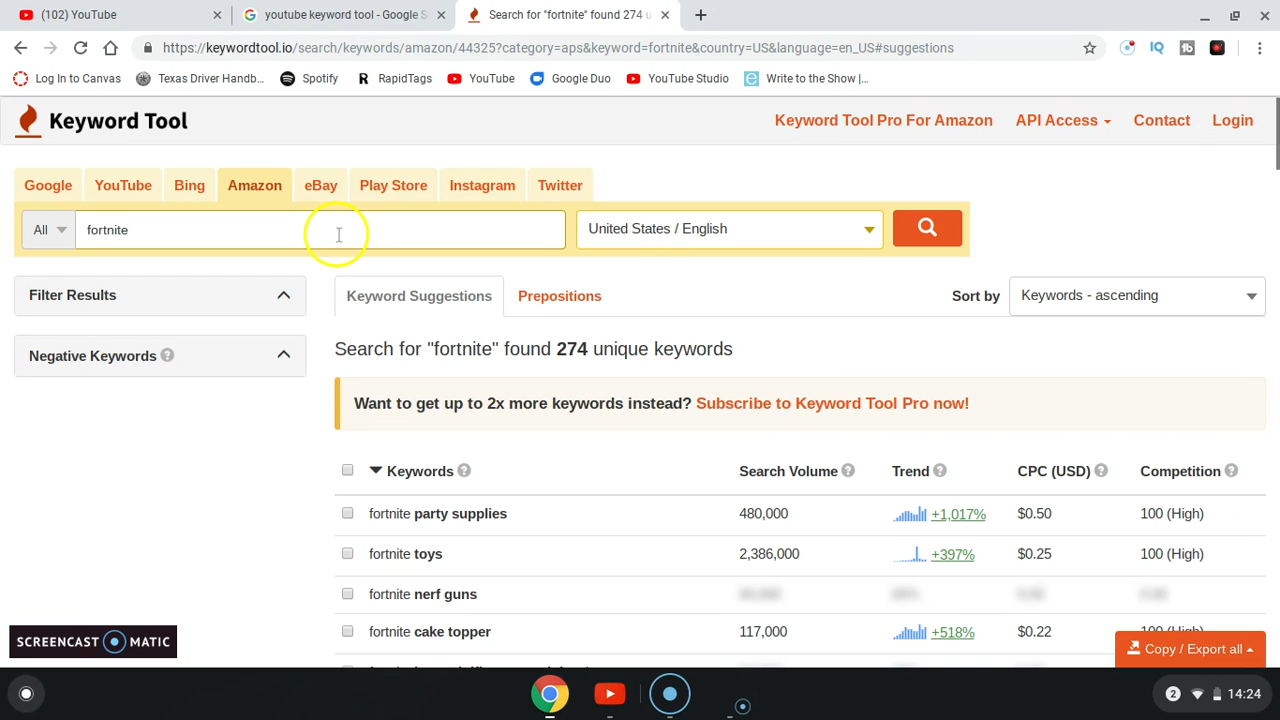 (102) YouTube
youtube keyword tool - Google S
Search for "fortnite" found 274 u
https://keywordtool.io/search/keywords/amazon/44325?category=aps&keyword=fortnite&country=US&language=en_US#suggestions
Log In to Canvas
Texas Driver Handb...
Spotify
RapidTags
YouTube
Google Duo
YouTube Studio
Write to the Show |...
Keyword Tool
Keyword Tool Pro For Amazon
API Access
Contact
Login
Google
YouTube
Bing
Amazon
eBay
Play Store
Instagram
Twitter
All
fortnite
United States / English
Filter Results
Negative Keywords ?
Keyword Suggestions
Prepositions
Sort by
Keywords - ascending
Search for "fortnite" found 274 unique keywords
Want to get up to 2x more keywords instead? Subscribe to Keyword Tool Pro now!
Keywords ? Search Volume ? Trend ? CPC (USD) ? Competition ?
fortnite party supplies 480,000 +1,017% $0.50 100 (High)
fortnite toys 2,386,000 +397% $0.25 100 (High)
fortnite nerf guns
fortnite cake topper 117,000 +518% $0.22 100 (High)
Copy / Export all
SCREENCAST O MATIC
2 14:24